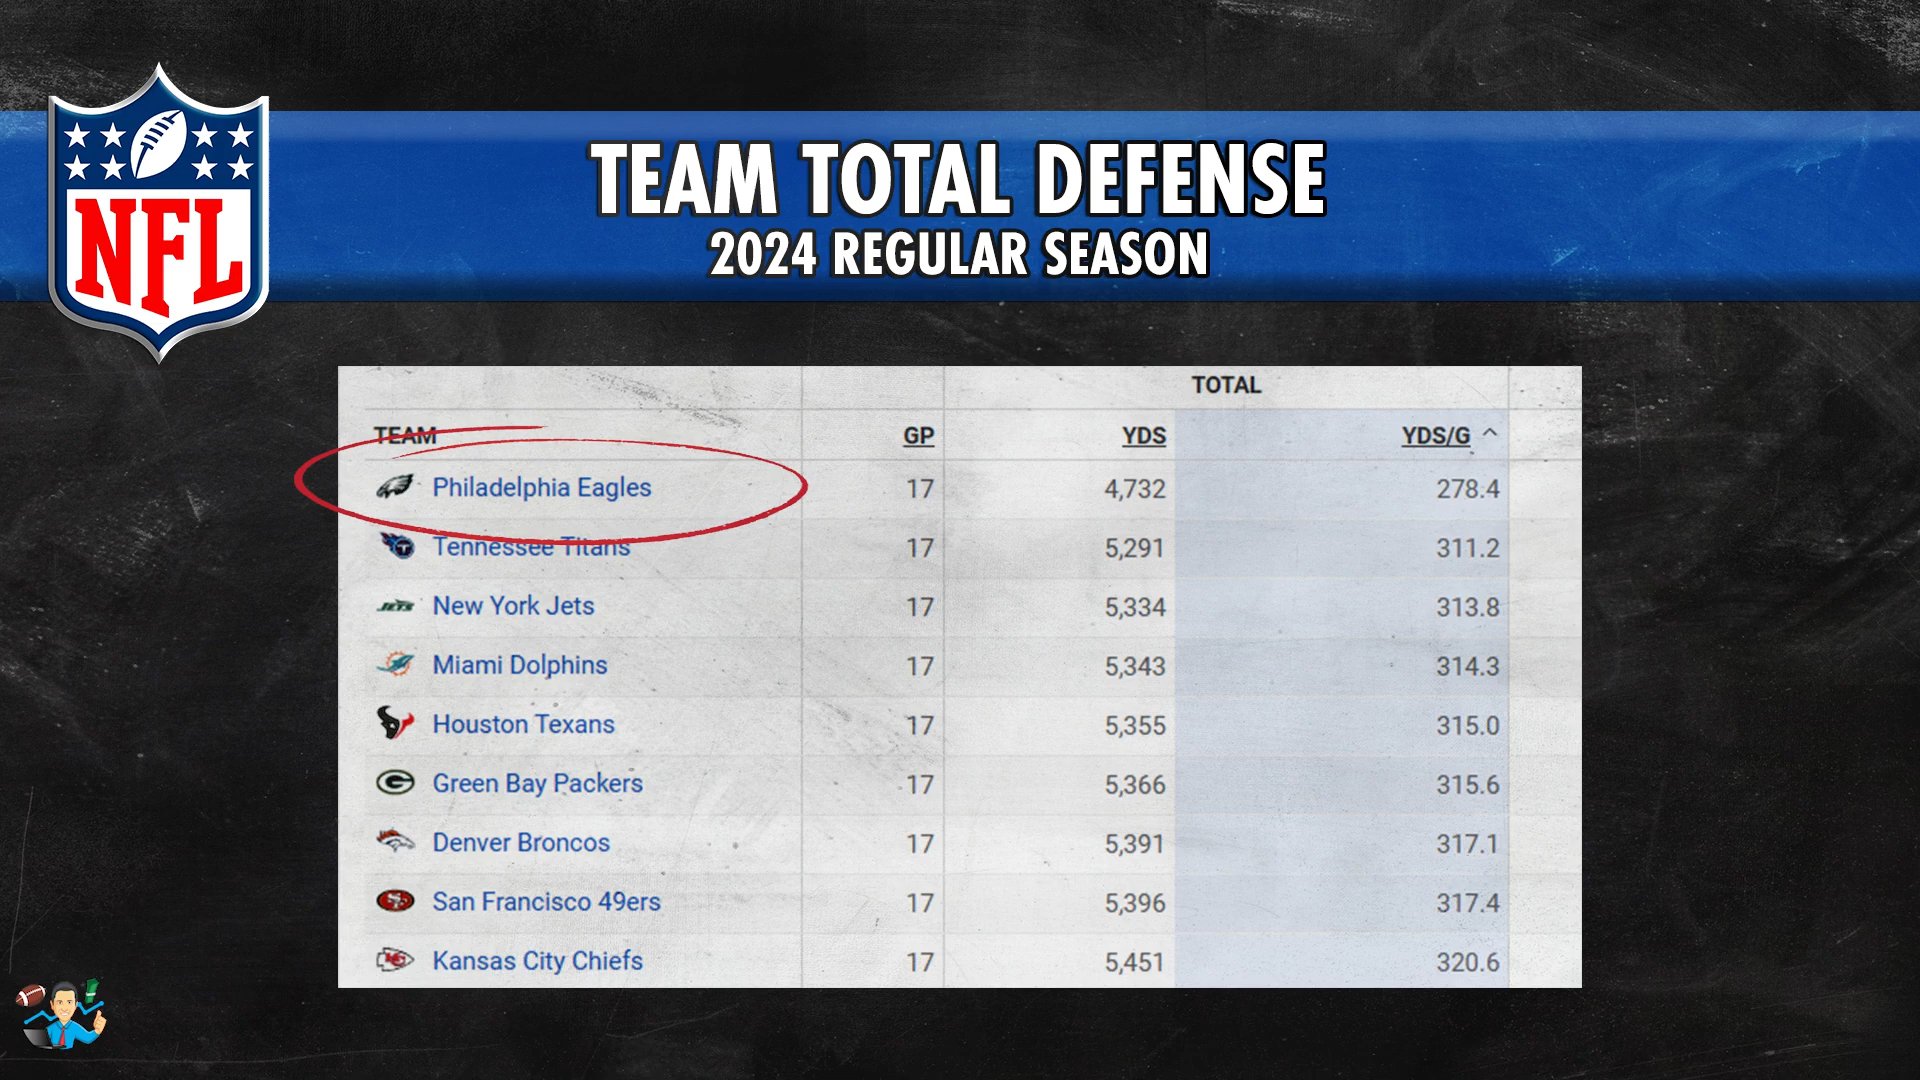 NFL
TEAM TOTAL DEFENSE
2024 REGULAR SEASON
TOTAL
TEAM GP YDS YDS/G
Philadelphia Eagles 17 4,732 278.4
Tennessee Titans 17 5,291 311.2
JETS New York Jets 17 5,334 313.8
Miami Dolphins 17 5,343 314.3
Houston Texans 17 5,355 315.0
G Green Bay Packers 17 5,366 315.6
Denver Broncos 17 5,391 317.1
SF San Francisco 49ers 17 5,396 317.4
KC Kansas City Chiefs 17 5,451 320.6